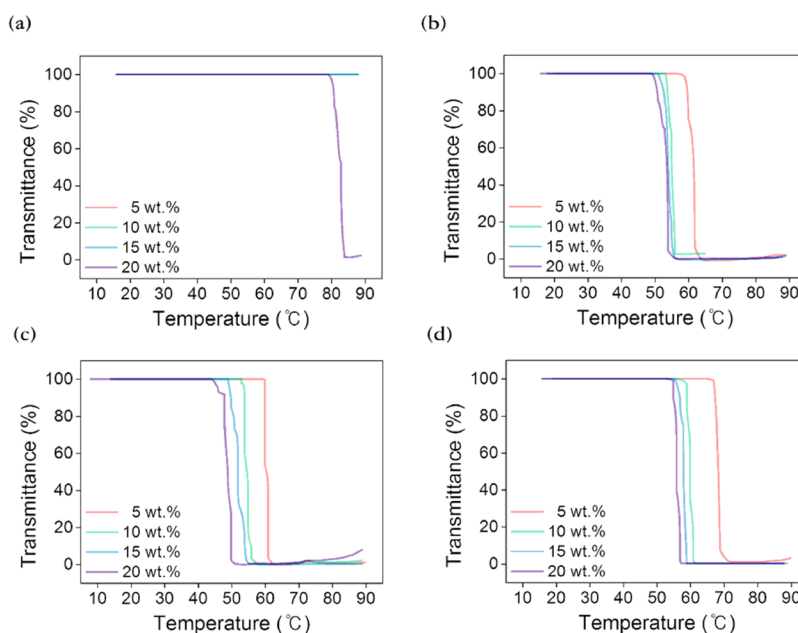 (a)
100
80
60
40
20
0
Transmittance (%)
5 wt.%
10 wt.%
15 wt.%
20 wt.%
10 20 30 40 50 60 70 80 90
Temperature (℃)
(b)
100
80
60
40
20
0
Transmittance (%)
5 wt.%
10 wt.%
15 wt.%
20 wt.%
10 20 30 40 50 60 70 80 90
Temperature (℃)
(c)
100
80
60
40
20
0
Transmittance (%)
5 wt.%
10 wt.%
15 wt.%
20 wt.%
10 20 30 40 50 60 70 80 90
Temperature (℃)
(d)
100
80
60
40
20
0
Transmittance (%)
5 wt.%
10 wt.%
15 wt.%
20 wt.%
10 20 30 40 50 60 70 80 90
Temperature (℃)